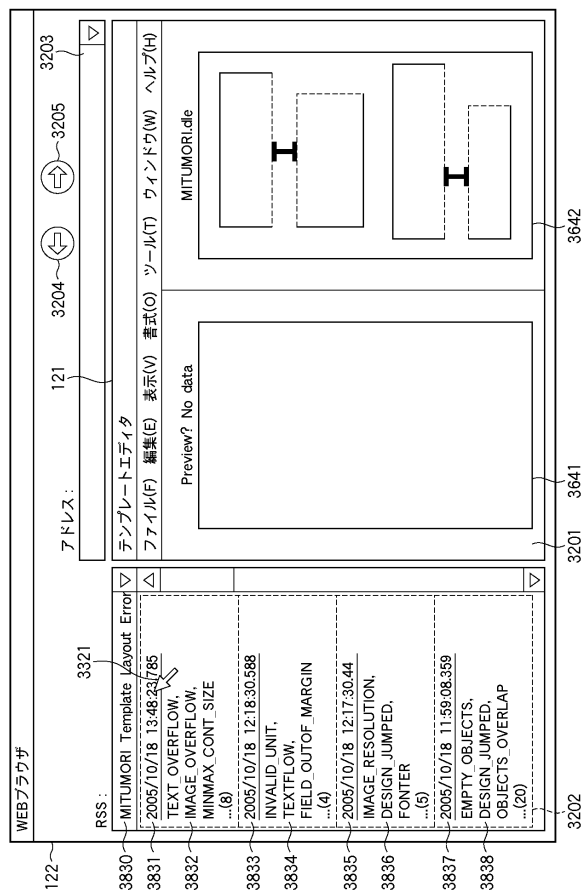 WEBブラウザ
122
アドレス：
3204
3205
3203
121
RSS：
3830
MITUMORI Template Layout Error
3321
3831
2005/10/18 13:48:23.785
3832
TEXT_OVERFLOW,
IMAGE_OVERFLOW,
MINMAX_CONT_SIZE
...(8)
3833
2005/10/18 12:18:30.588
3834
INVALID_UNIT,
TEXTFLOW,
FIELD_OUTOF_MARGIN
...(4)
3835
2005/10/18 12:17:30.44
3836
IMAGE_RESOLUTION,
DESIGN_JUMPED,
FONTER
...(5)
3837
2005/10/18 11:59:08.359
3838
EMPTY_OBJECTS,
DESIGN_JUMPED,
OBJECTS_OVERLAP
...(20)
3202
テンプレートエディタ
ファイル(F) 編集(E) 表示(V) 書式(O) ツール(T) ウィンドウ(W) ヘルプ(H)
Preview? No data
MITUMORI.dle
3201
3641
3642